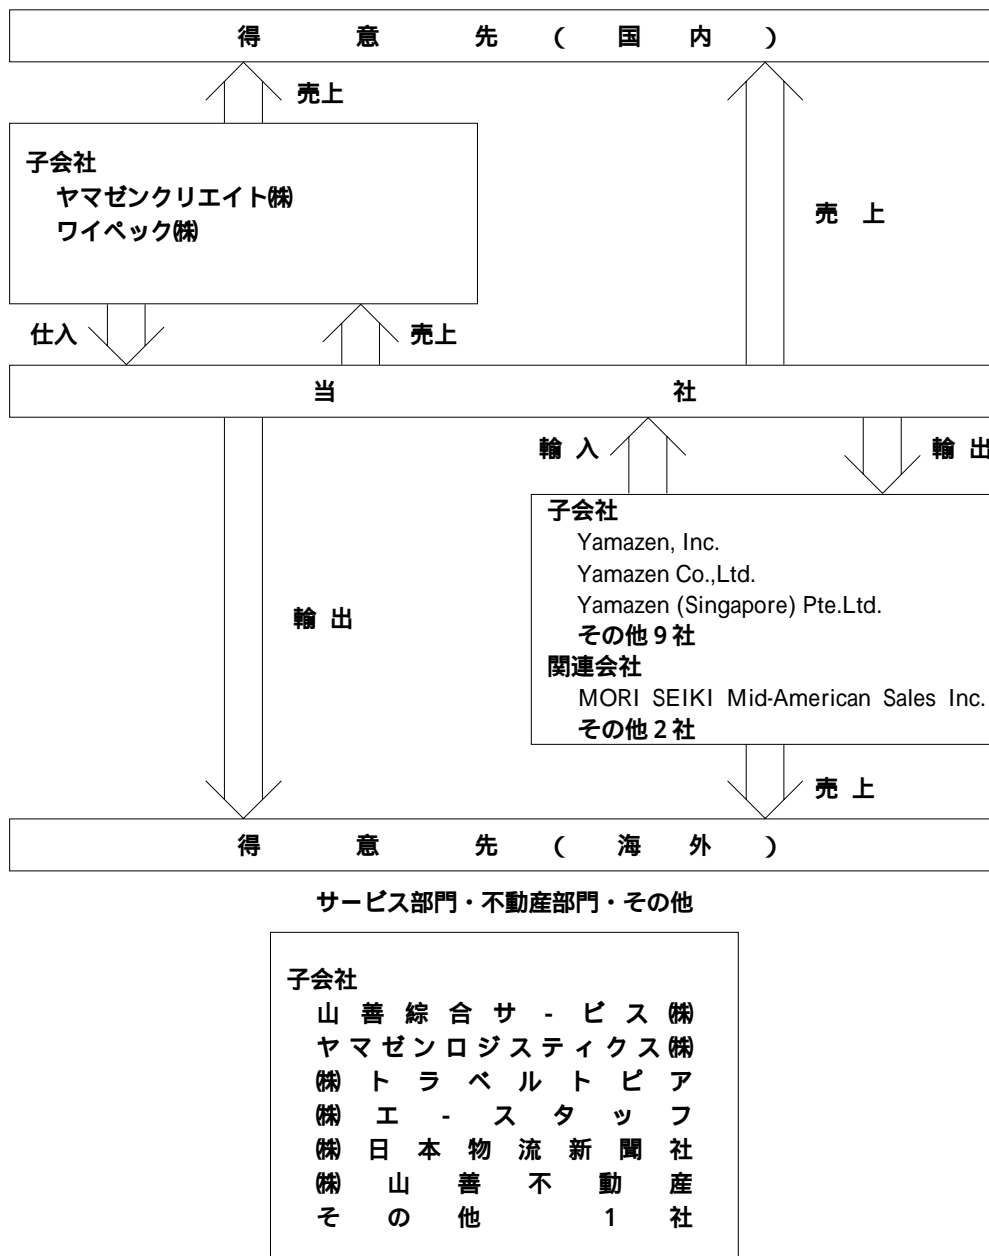 得意先(国内)
売上
子会社
ヤマゼンクリエイト㈱
ワイペック㈱
売上
仕入
売上
当社
輸入
輸出
子会社
Yamazen, Inc.
Yamazen Co.,Ltd.
Yamazen (Singapore) Pte.Ltd.
その他9社
関連会社
MORI SEIKI Mid-American Sales Inc.
その他2社
輸出
売上
得意先(海外)
サービス部門・不動産部門・その他
子会社
山善綜合サ-ビス㈱
ヤマゼンロジスティクス㈱
㈱トラベルトピア
㈱エ-スタッフ
㈱日本物流新聞社
㈱山善不動産
その他1社